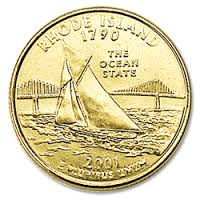 RHODE ISLAND
1790
THE
OCEAN
STATE
2001
E PLURIBUS UNUM